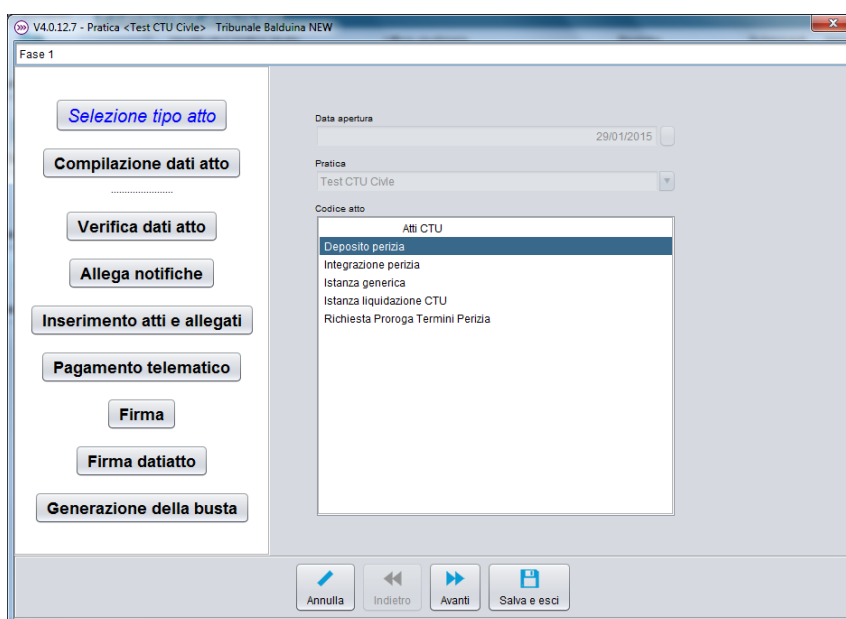 V4.0.12.7 - Pratica <Test CTU Civle> Tribunale Balduina NEW
Fase 1
Selezione tipo atto
Compilazione dati atto
.......................
Verifica dati atto
Allega notifiche
Inserimento atti e allegati
Pagamento telematico
Firma
Firma datiatto
Generazione della busta
Data apertura
29/01/2015
Pratica
Test CTU Civle
Codice atto
Atti CTU
Deposito perizia
Integrazione perizia
Istanza generica
Istanza liquidazione CTU
Richiesta Proroga Termini Perizia
Annulla
Indietro
Avanti
Salva e esci